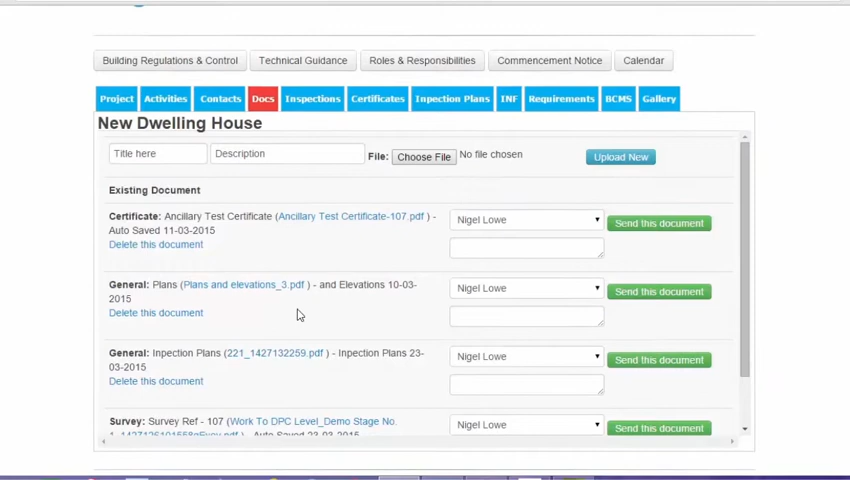 Building Regulations & Control Technical Guidance Roles & Responsibilities Commencement Notice Calendar
Project Activities Contacts Docs Inspections Certificates Inpection Plans INF Requirements BCMS Gallery
New Dwelling House
Title here Description File: Choose File No file chosen Upload New
Existing Document
Certificate: Ancillary Test Certificate (Ancillary Test Certificate-107.pdf ) -
Auto Saved 11-03-2015
Delete this document
Nigel Lowe Send this document
General: Plans (Plans and elevations_3.pdf ) - and Elevations 10-03-
2015
Delete this document
Nigel Lowe Send this document
General: Inpection Plans (221_1427132259.pdf ) - Inpection Plans 23-
03-2015
Delete this document
Nigel Lowe Send this document
Survey: Survey Ref - 107 (Work To DPC Level_Demo Stage No.
Auto Saved 23-03-2015
Nigel Lowe Send this document